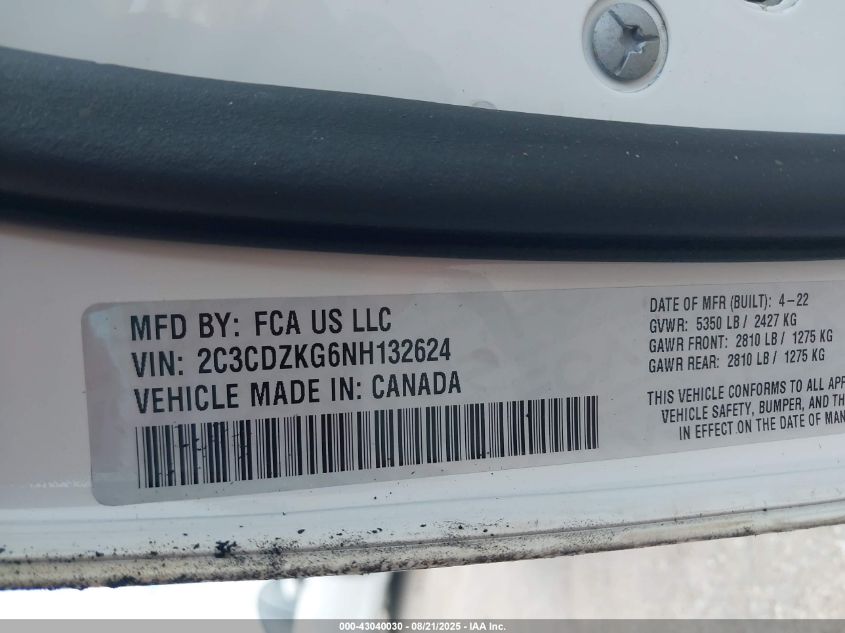 MFD BY: FCA US LLC
VIN: 2C3CDZKG6NH132624
VEHICLE MADE IN: CANADA
DATE OF MFR (BUILT): 4-22
GVWR: 5350 LB / 2427 KG
GAWR FRONT: 2810 LB / 1275 KG
GAWR REAR: 2810 LB / 1275 KG
THIS VEHICLE CONFORMS TO ALL APP
VEHICLE SAFETY, BUMPER, AND TH
IN EFFECT ON THE DATE OF MAN
000-43040030 - 08/21/2025 - IAA Inc.